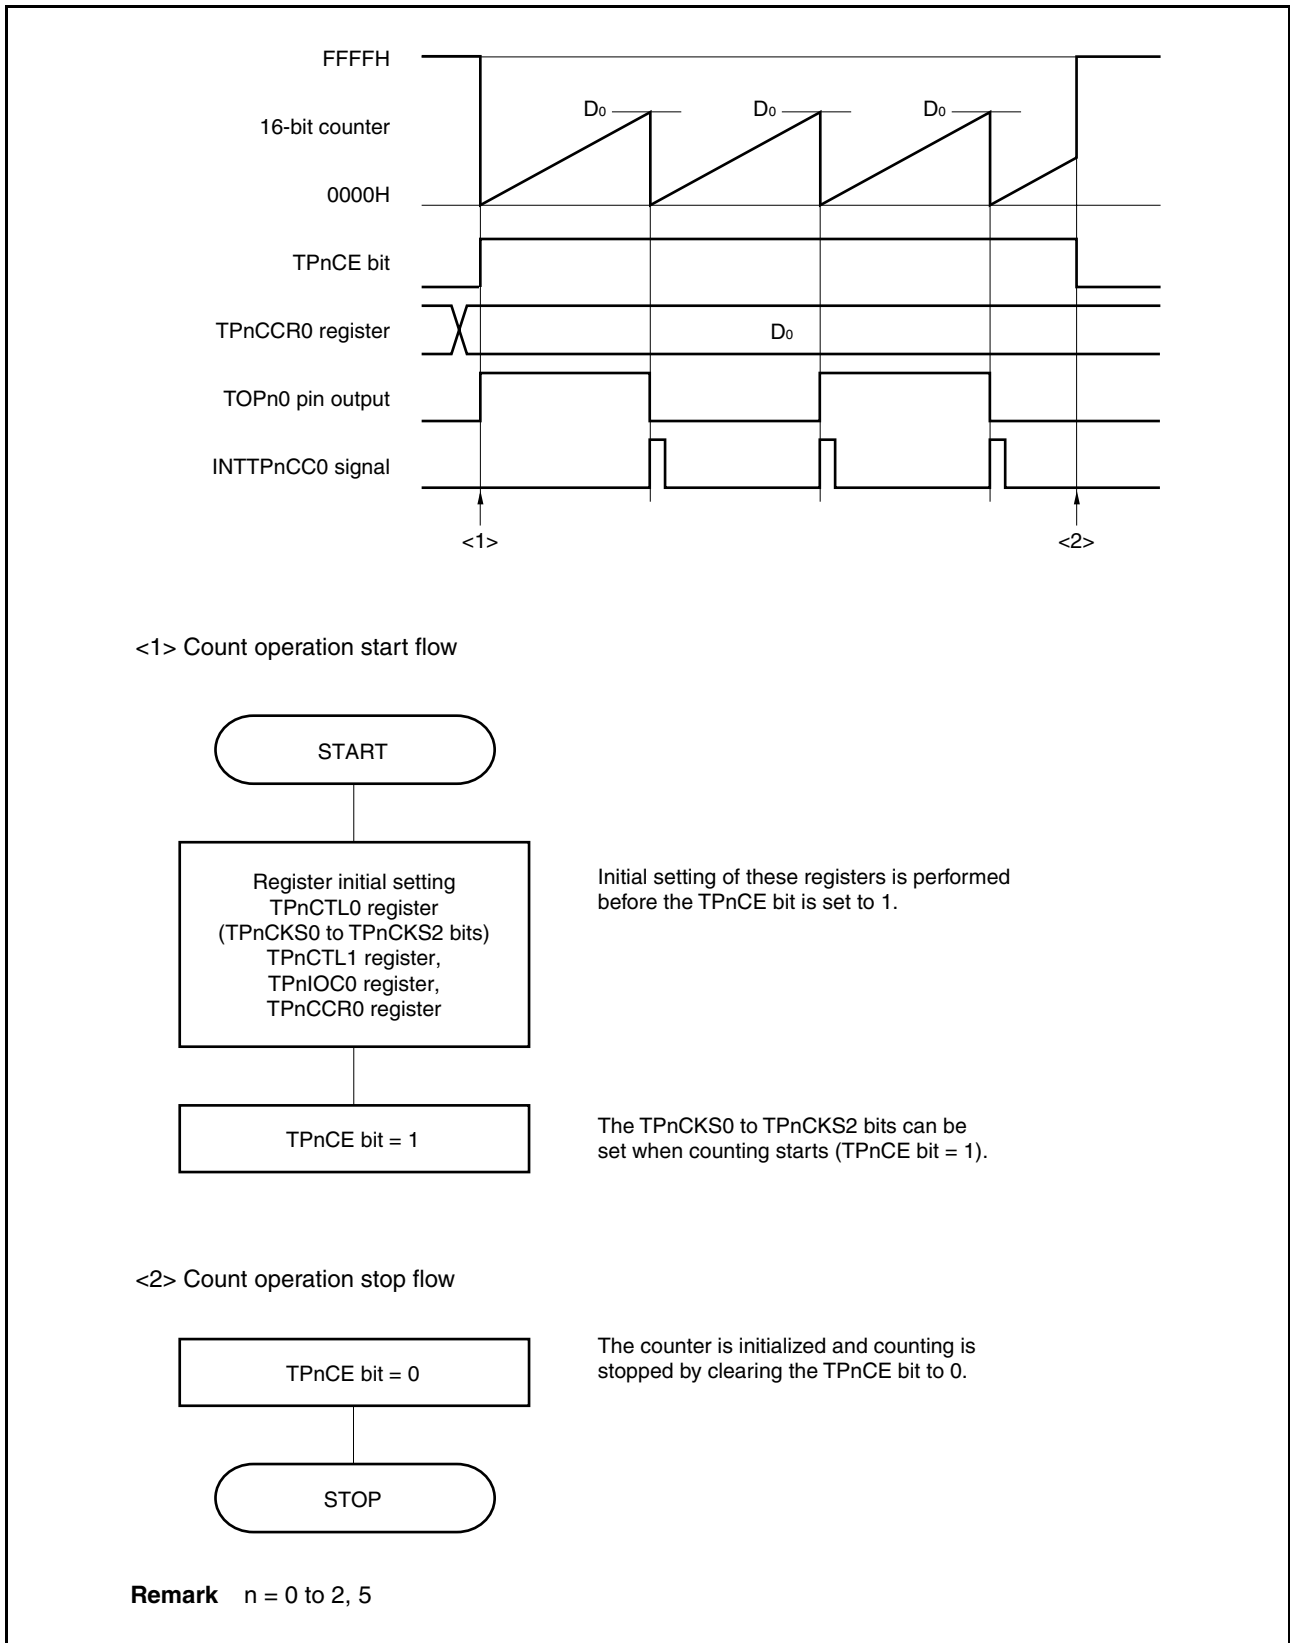 FFFFH
D0 D0 D0
16-bit counter
0000H
TPnCE bit
TPnCCR0 register
D0
TOPn0 pin output
INTTPnCC0 signal
<1> <2>
<1> Count operation start flow
START
Register initial setting
TPnCTL0 register
(TPnCKS0 to TPnCKS2 bits)
TPnCTL1 register,
TPnIOC0 register,
TPnCCR0 register
Initial setting of these registers is performed
before the TPnCE bit is set to 1.
TPnCE bit = 1
The TPnCKS0 to TPnCKS2 bits can be
set when counting starts (TPnCE bit = 1).
<2> Count operation stop flow
TPnCE bit = 0
The counter is initialized and counting is
stopped by clearing the TPnCE bit to 0.
STOP
Remark n = 0 to 2, 5